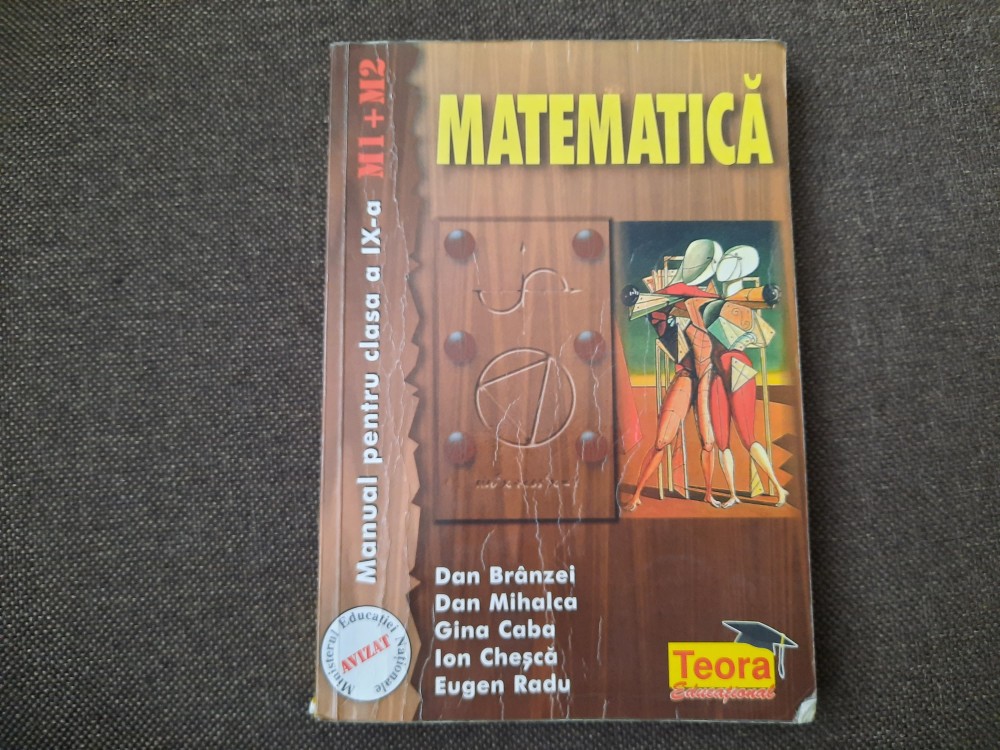 MATEMATICĂ
Manual pentru clasa a IX-a M1+M2
Dan Brânzei
Dan Mihalca
Gina Caba
Ion Cheșcă
Eugen Radu
Ministerul Educației Naționale
AVIZAT
Teora
Educațional